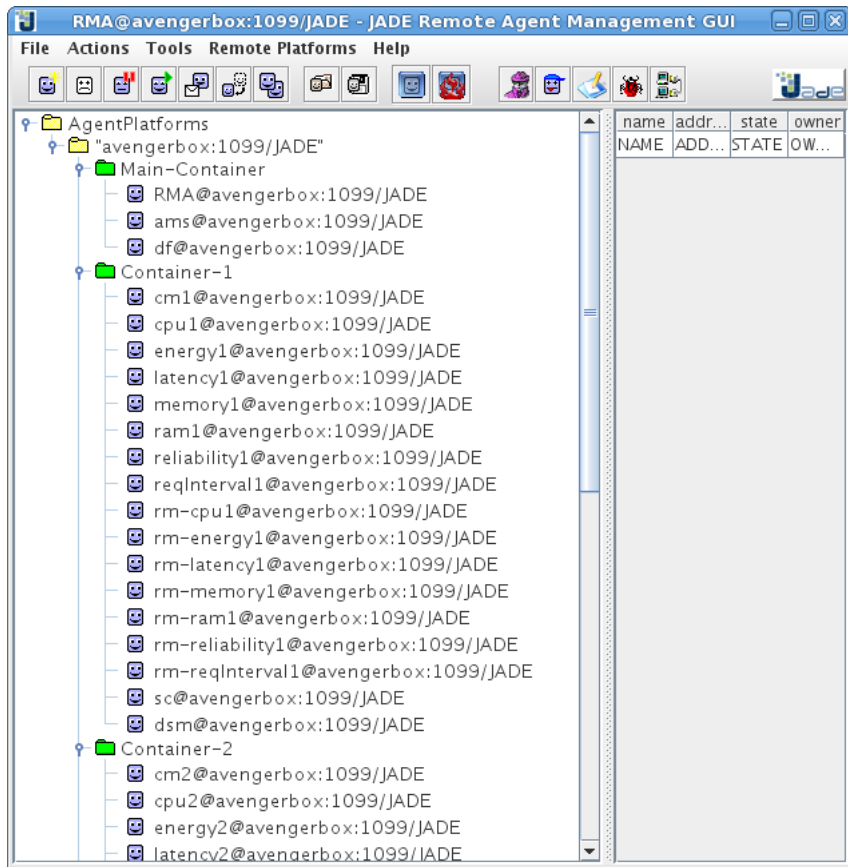 RMA@avengerbox:1099/JADE - JADE Remote Agent Management GUI
File Actions Tools Remote Platforms Help
Jade
AgentPlatforms
"avengerbox:1099/JADE"
Main-Container
RMA@avengerbox:1099/JADE
ams@avengerbox:1099/JADE
df@avengerbox:1099/JADE
Container-1
cm1@avengerbox:1099/JADE
cpu1@avengerbox:1099/JADE
energy1@avengerbox:1099/JADE
latency1@avengerbox:1099/JADE
memory1@avengerbox:1099/JADE
ram1@avengerbox:1099/JADE
reliability1@avengerbox:1099/JADE
reqInterval1@avengerbox:1099/JADE
rm-cpu1@avengerbox:1099/JADE
rm-energy1@avengerbox:1099/JADE
rm-latency1@avengerbox:1099/JADE
rm-memory1@avengerbox:1099/JADE
rm-ram1@avengerbox:1099/JADE
rm-reliability1@avengerbox:1099/JADE
rm-reqInterval1@avengerbox:1099/JADE
sc@avengerbox:1099/JADE
dsm@avengerbox:1099/JADE
Container-2
cm2@avengerbox:1099/JADE
cpu2@avengerbox:1099/JADE
energy2@avengerbox:1099/JADE
latency2@avengerbox:1099/JADE
name addr... state owner
NAME ADD... STATE OW...